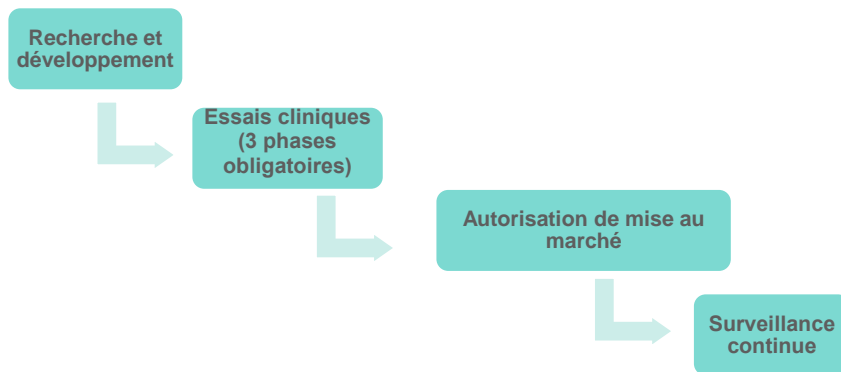 Recherche et
développement
Essais cliniques
(3 phases
obligatoires)
Autorisation de mise au
marché
Surveillance
continue